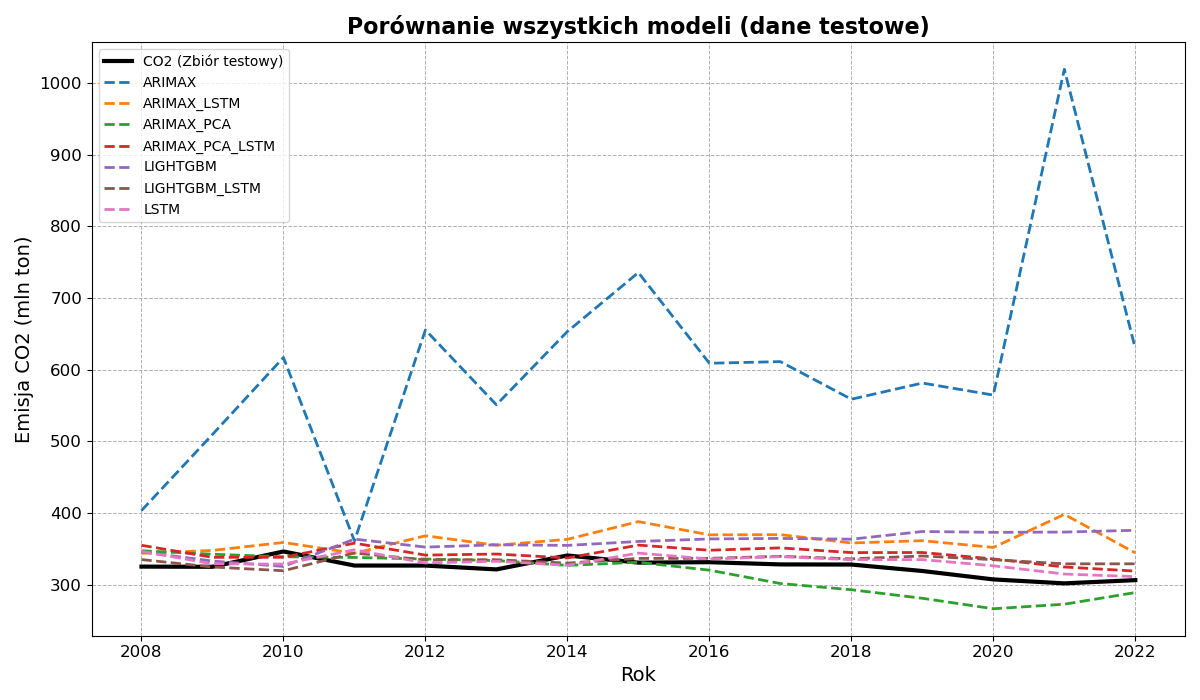 Porównanie wszystkich modeli (dane testowe)
CO2 (Zbiór testowy)
ARIMAX
ARIMAX_LSTM
ARIMAX_PCA
ARIMAX_PCA_LSTM
LIGHTGBM
LIGHTGBM_LSTM
LSTM
Emisja CO2 (mln ton)
1000
900
800
700
600
500
400
300
2008 2010 2012 2014 2016 2018 2020 2022
Rok